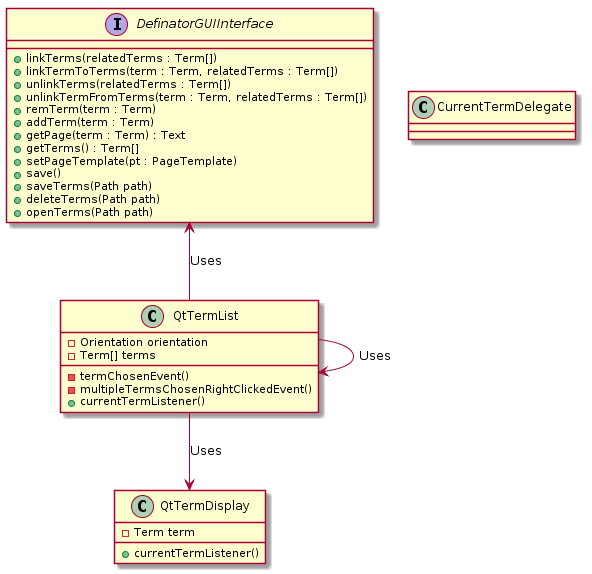 I DefinatorGUIInterface
linkTerms(relatedTerms : Term[])
linkTermToTerms(term : Term, relatedTerms : Term[])
unlinkTerms(relatedTerms : Term[])
unlinkTermFromTerms(term : Term, relatedTerms : Term[])
remTerm(term : Term)
addTerm(term : Term)
getPage(term : Term) : Text
getTerms() : Term[]
setPageTemplate(pt : PageTemplate)
save()
saveTerms(Path path)
deleteTerms(Path path)
openTerms(Path path)
C CurrentTermDelegate
Uses
C QtTermList
Orientation orientation
Term[] terms
termChosenEvent()
multipleTermsChosenRightClickedEvent()
currentTermListener()
Uses
Uses
C QtTermDisplay
Term term
currentTermListener()